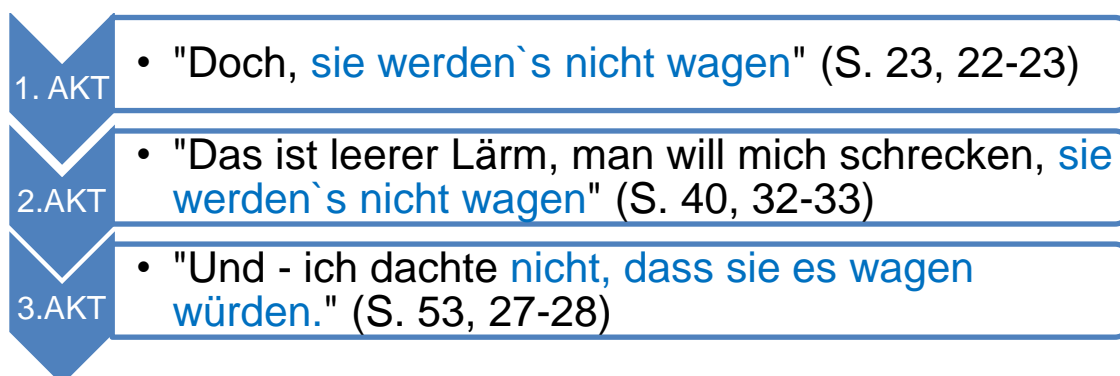 1. AKT
• "Doch, sie werden`s nicht wagen" (S. 23, 22-23)
2.AKT
• "Das ist leerer Lärm, man will mich schrecken, sie
werden`s nicht wagen" (S. 40, 32-33)
3.AKT
• "Und - ich dachte nicht, dass sie es wagen
würden." (S. 53, 27-28)